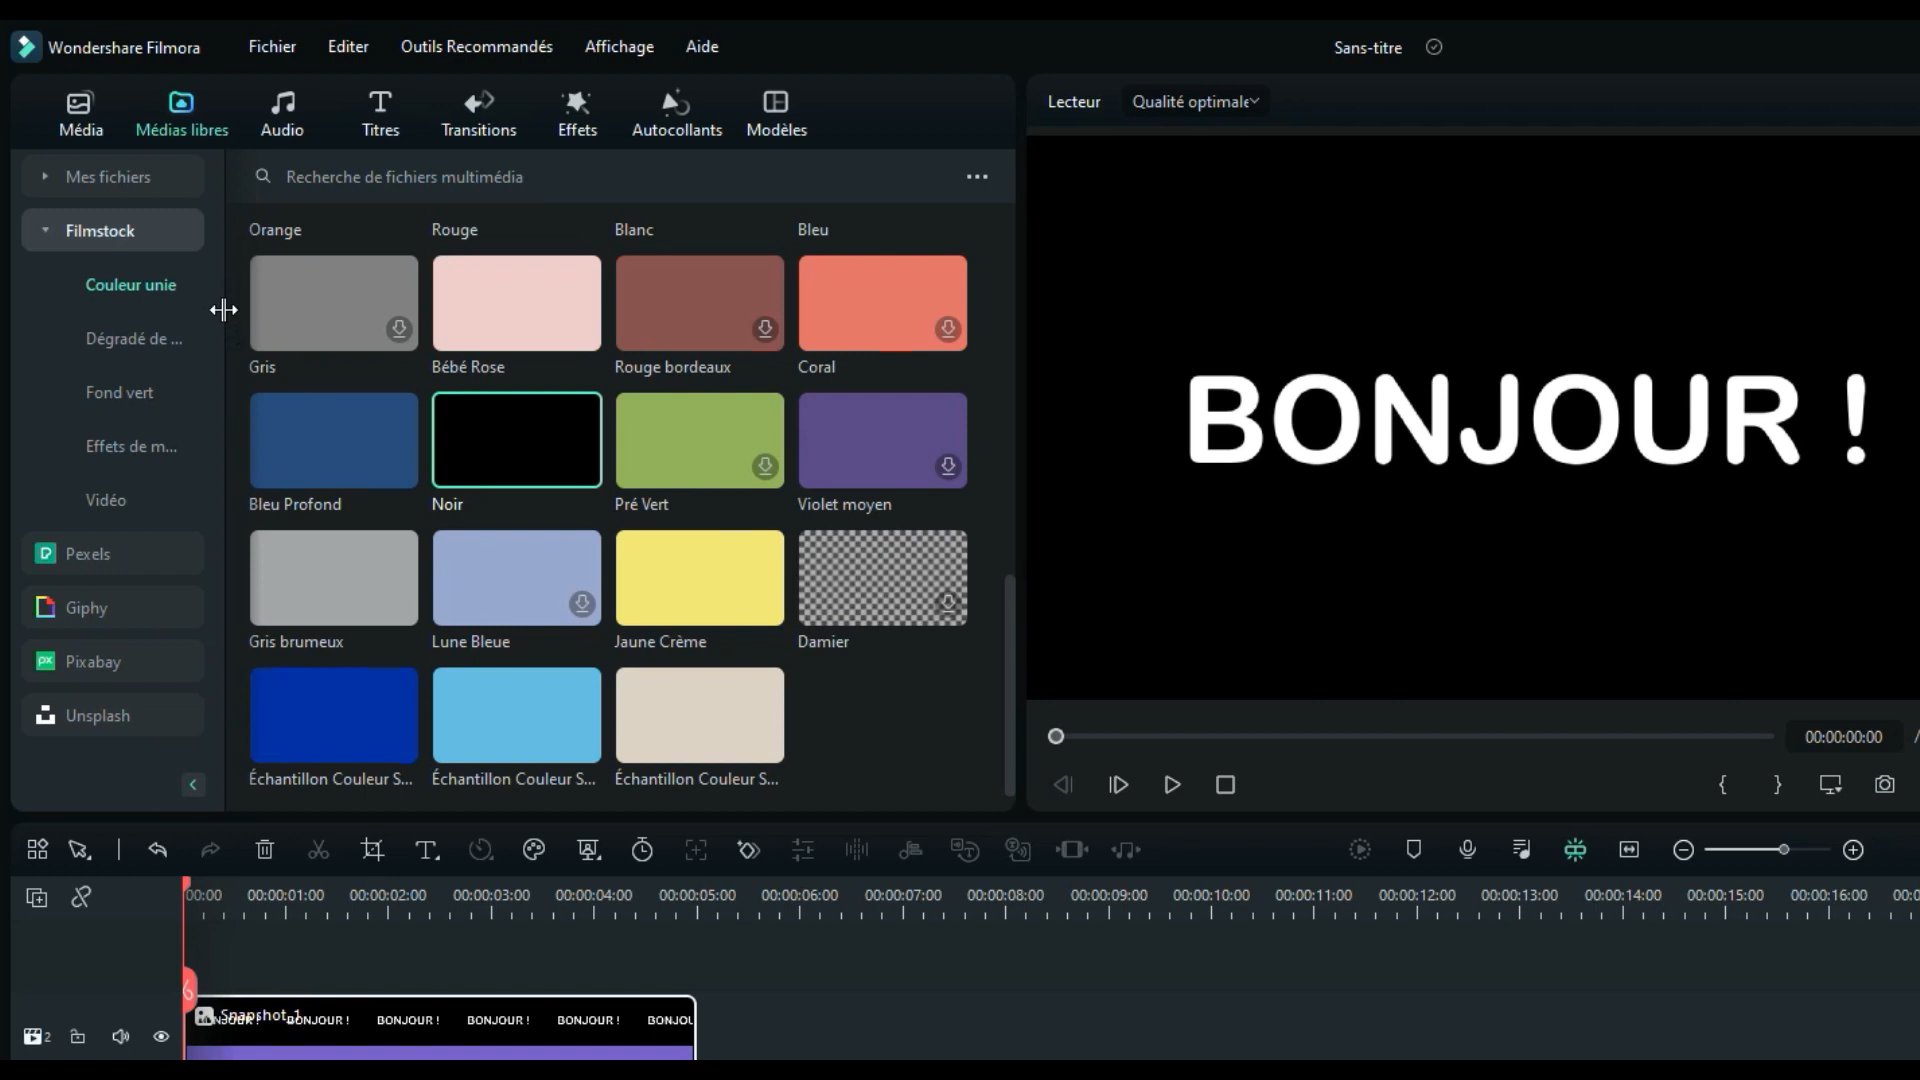 Wondershare Filmora Fichier Editer Outils Recommandés Affichage Aide Sans-titre
Média Médias libres Audio Titres Transitions Effets Autocollants Modèles
Lecteur Qualité optimale
Mes fichiers
Filmstock
Couleur unie
Dégradé de ...
Fond vert
Effets de m...
Vidéo
Pexels
Giphy
Pixabay
Unsplash
Recherche de fichiers multimédia
Orange Rouge Blanc Bleu
Gris Bébé Rose Rouge bordeaux Coral
Bleu Profond Noir Pré Vert Violet moyen
Gris brumeux Lune Bleue Jaune Crème Damier
Échantillon Couleur S... Échantillon Couleur S... Échantillon Couleur S...
BONJOUR !
00:00:00:00 /
00:00 00:00:01:00 00:00:02:00 00:00:03:00 00:00:04:00 00:00:05:00 00:00:06:00 00:00:07:00 00:00:08:00 00:00:09:00 00:00:10:00 00:00:11:00 00:00:12:00 00:00:13:00 00:00:14:00 00:00:15:00 00:00:16:00 00:0
Snapshot_1
BONJOUR ! BONJOUR ! BONJOUR ! BONJOUR ! BONJOU
2